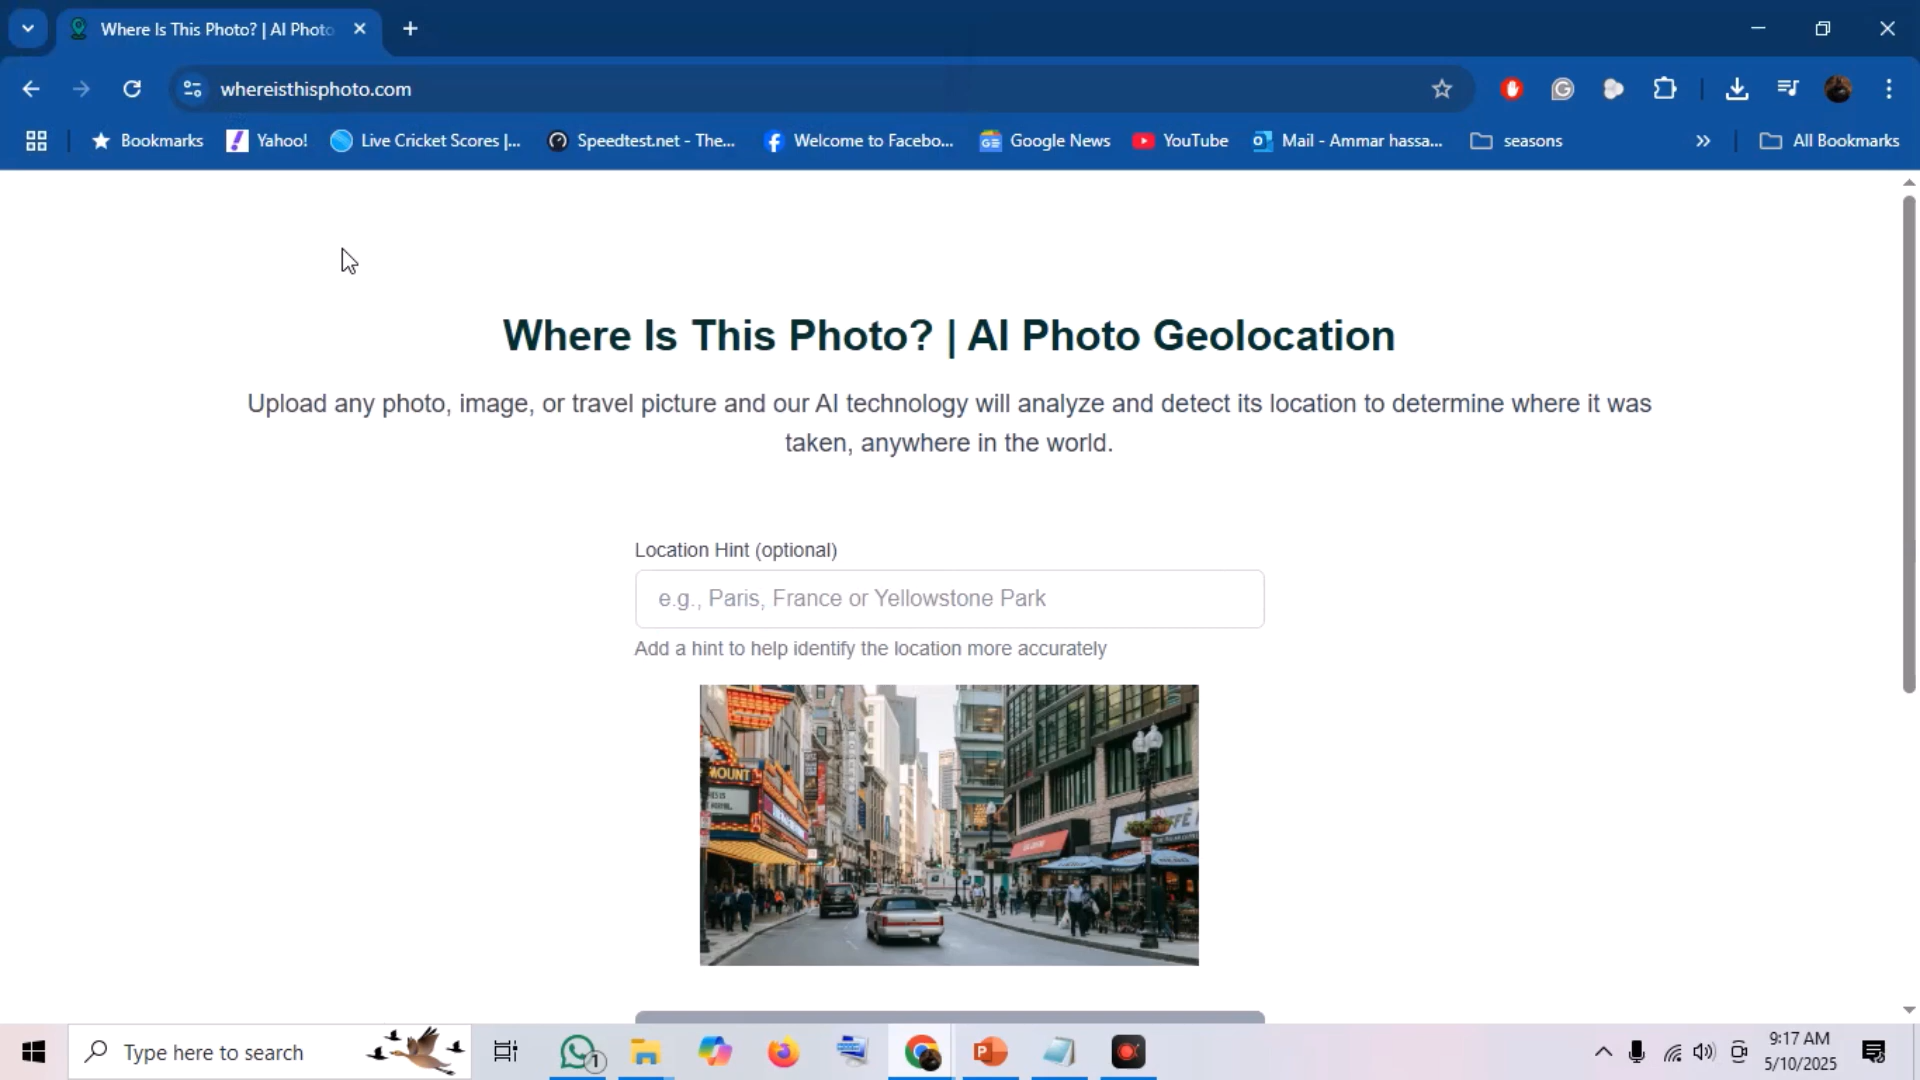 Where Is This Photo? | AI Photo
whereisthisphoto.com
Bookmarks
Yahoo!
Live Cricket Scores |...
Speedtest.net - The...
Welcome to Facebo...
Google News
YouTube
Mail - Ammar hassa...
seasons
All Bookmarks
Where Is This Photo? | AI Photo Geolocation
Upload any photo, image, or travel picture and our AI technology will analyze and detect its location to determine where it was
taken, anywhere in the world.
Location Hint (optional)
e.g., Paris, France or Yellowstone Park
Add a hint to help identify the location more accurately
MOUNT
Type here to search
1
9:17 AM
5/10/2025